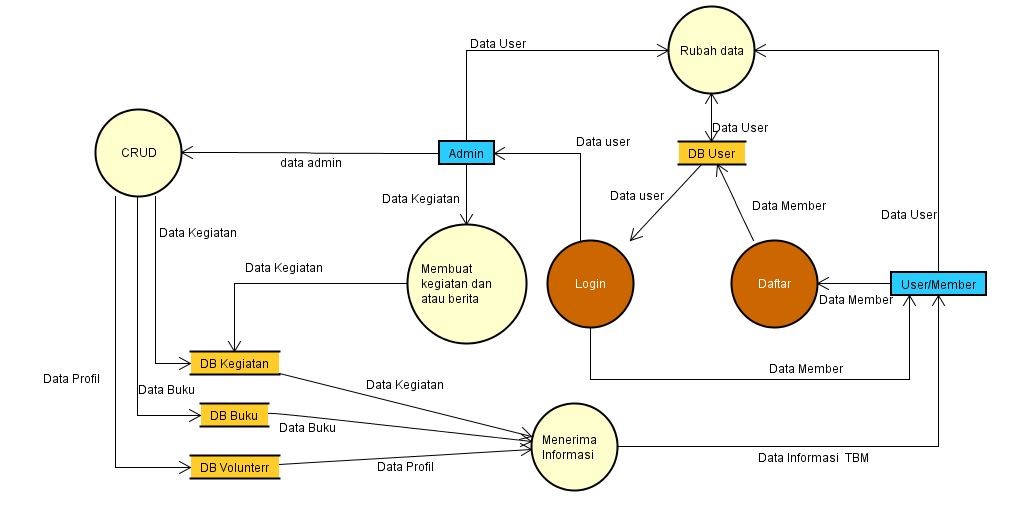 Data User
Rubah data
Data User
Data user
CRUD
data admin
Admin
DB User
Data Kegiatan
Data user
Data Member
Data User
Data Kegiatan
Data Kegiatan
Membuat
kegiatan dan
atau berita
Login
Daftar
User/Member
Data Member
DB Kegiatan
Data Member
Data Profil
Data Buku
Data Kegiatan
DB Buku
Data Buku
Menerima
Informasi
DB Volunterr
Data Profil
Data Informasi TBM